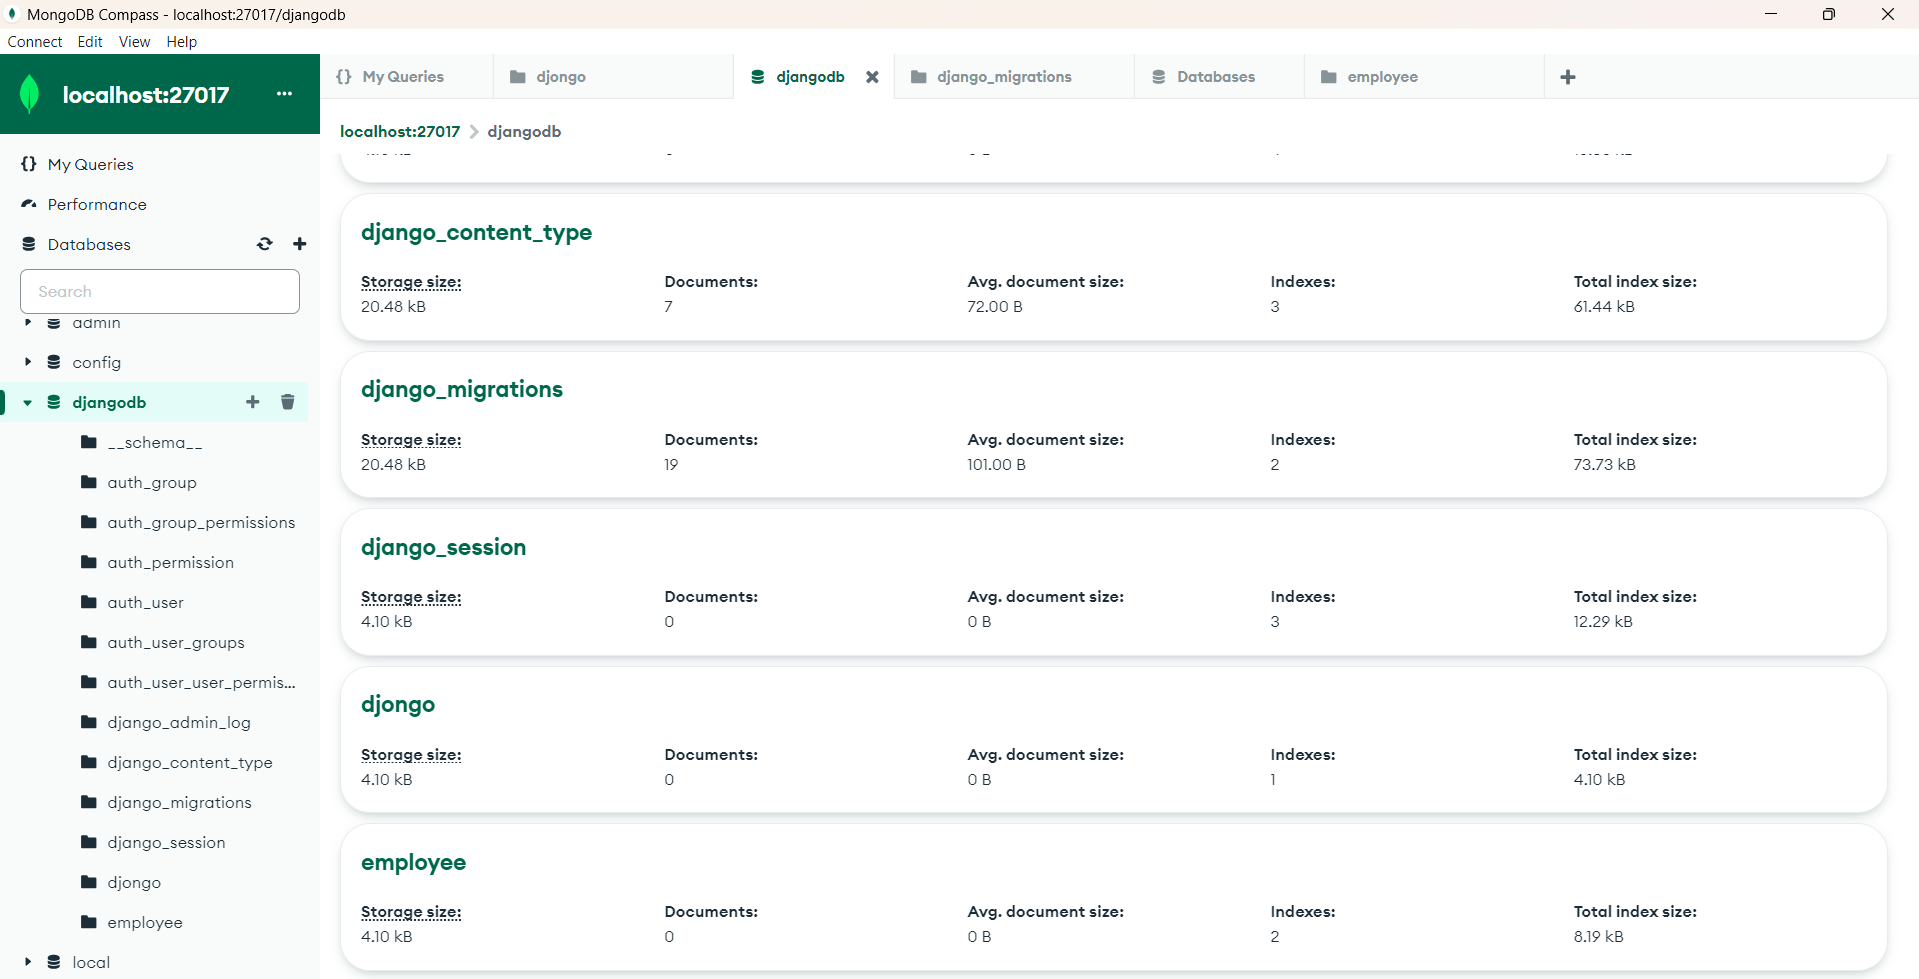 MongoDB Compass - localhost:27017/djangodb
Connect Edit View Help
localhost:27017 ...
{} My Queries
djongo
djangodb
django_migrations
Databases
employee
My Queries
Performance
Databases
Search
admin
config
djangodb
__schema__
auth_group
auth_group_permissions
auth_permission
auth_user
auth_user_groups
auth_user_user_permis...
django_admin_log
django_content_type
django_migrations
django_session
djongo
employee
local
localhost:27017 > djangodb
django_content_type
Storage size: Documents: Avg. document size: Indexes: Total index size:
20.48 kB 7 72.00 B 3 61.44 kB
django_migrations
Storage size: Documents: Avg. document size: Indexes: Total index size:
20.48 kB 19 101.00 B 2 73.73 kB
django_session
Storage size: Documents: Avg. document size: Indexes: Total index size:
4.10 kB 0 0 B 3 12.29 kB
djongo
Storage size: Documents: Avg. document size: Indexes: Total index size:
4.10 kB 0 0 B 1 4.10 kB
employee
Storage size: Documents: Avg. document size: Indexes: Total index size:
4.10 kB 0 0 B 2 8.19 kB